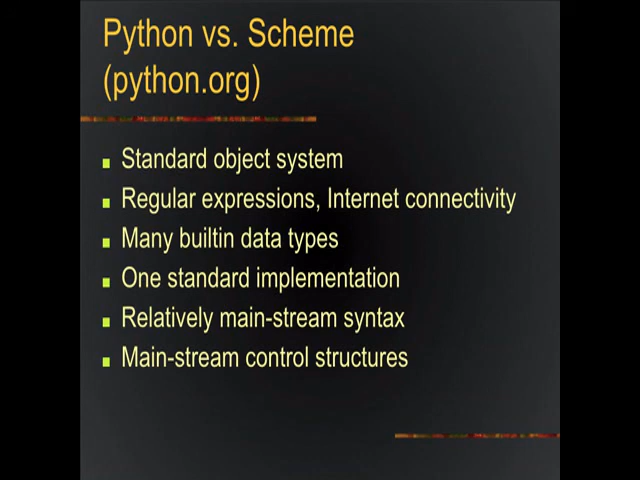 Python vs. Scheme
(python.org)
Standard object system
Regular expressions, Internet connectivity
Many builtin data types
One standard implementation
Relatively main-stream syntax
Main-stream control structures